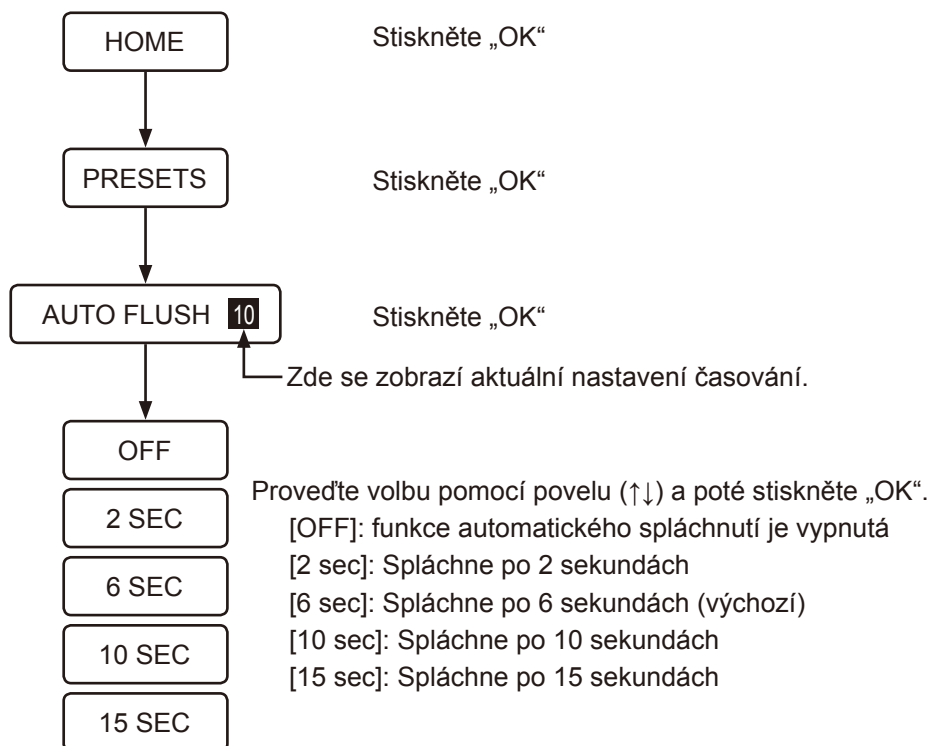 HOME
Stiskněte „OK“
PRESETS
Stiskněte „OK“
AUTO FLUSH 10
Stiskněte „OK“
Zde se zobrazí aktuální nastavení časování.
OFF
2 SEC
6 SEC
10 SEC
15 SEC
Proveďte volbu pomocí povelu (↑↓) a poté stiskněte „OK“.
[OFF]: funkce automatického spláchnutí je vypnutá
[2 sec]: Spláchne po 2 sekundách
[6 sec]: Spláchne po 6 sekundách (výchozí)
[10 sec]: Spláchne po 10 sekundách
[15 sec]: Spláchne po 15 sekundách